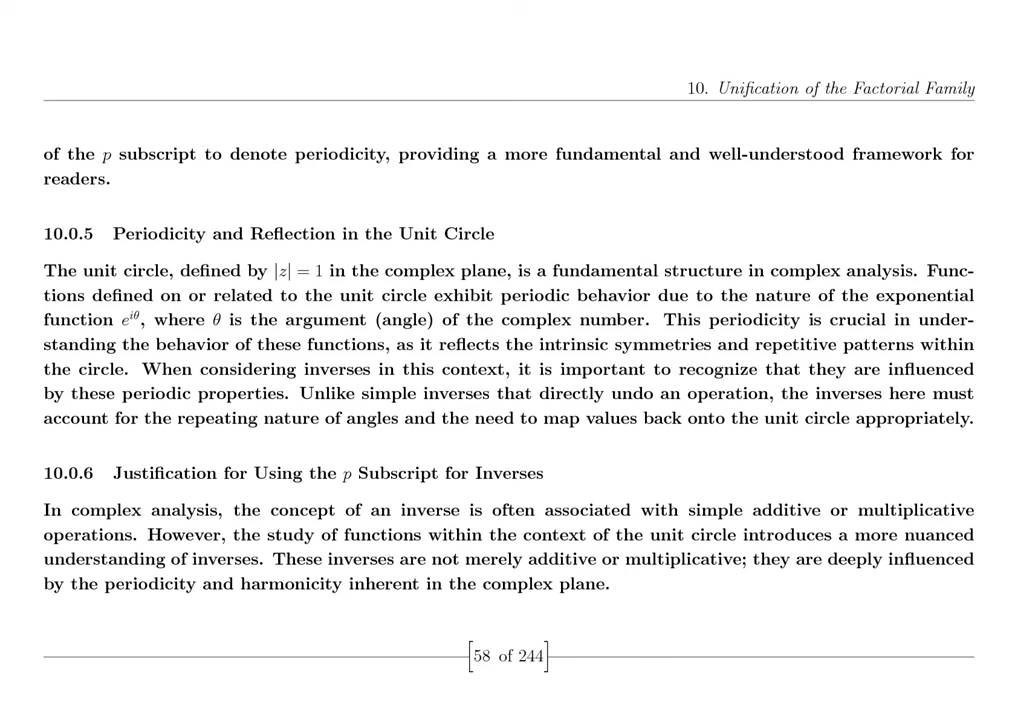 10. Unification of the Factorial Family
of the p subscript to denote periodicity, providing a more fundamental and well-understood framework for
readers.
10.0.5 Periodicity and Reflection in the Unit Circle
The unit circle, defined by |z| = 1 in the complex plane, is a fundamental structure in complex analysis. Func-
tions defined on or related to the unit circle exhibit periodic behavior due to the nature of the exponential
function e^{iθ}, where θ is the argument (angle) of the complex number. This periodicity is crucial in under-
standing the behavior of these functions, as it reflects the intrinsic symmetries and repetitive patterns within
the circle. When considering inverses in this context, it is important to recognize that they are influenced
by these periodic properties. Unlike simple inverses that directly undo an operation, the inverses here must
account for the repeating nature of angles and the need to map values back onto the unit circle appropriately.
10.0.6 Justification for Using the p Subscript for Inverses
In complex analysis, the concept of an inverse is often associated with simple additive or multiplicative
operations. However, the study of functions within the context of the unit circle introduces a more nuanced
understanding of inverses. These inverses are not merely additive or multiplicative; they are deeply influenced
by the periodicity and harmonicity inherent in the complex plane.
[58 of 244]